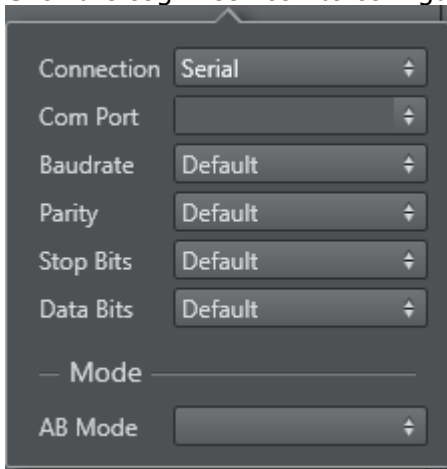 Connection Serial
Com Port
Baudrate Default
Parity Default
Stop Bits Default
Data Bits Default
Mode
AB Mode